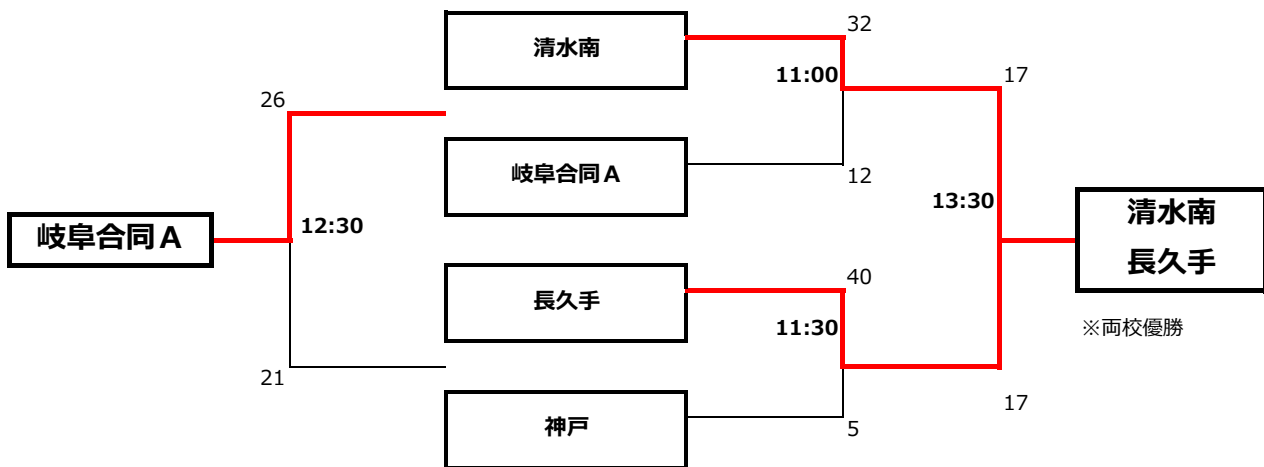 清水南
32
11:00
17
26
岐阜合同Ａ
12
13:30
清水南
長久手
岐阜合同Ａ
12:30
長久手
40
11:30
※両校優勝
21
神戸
5
17